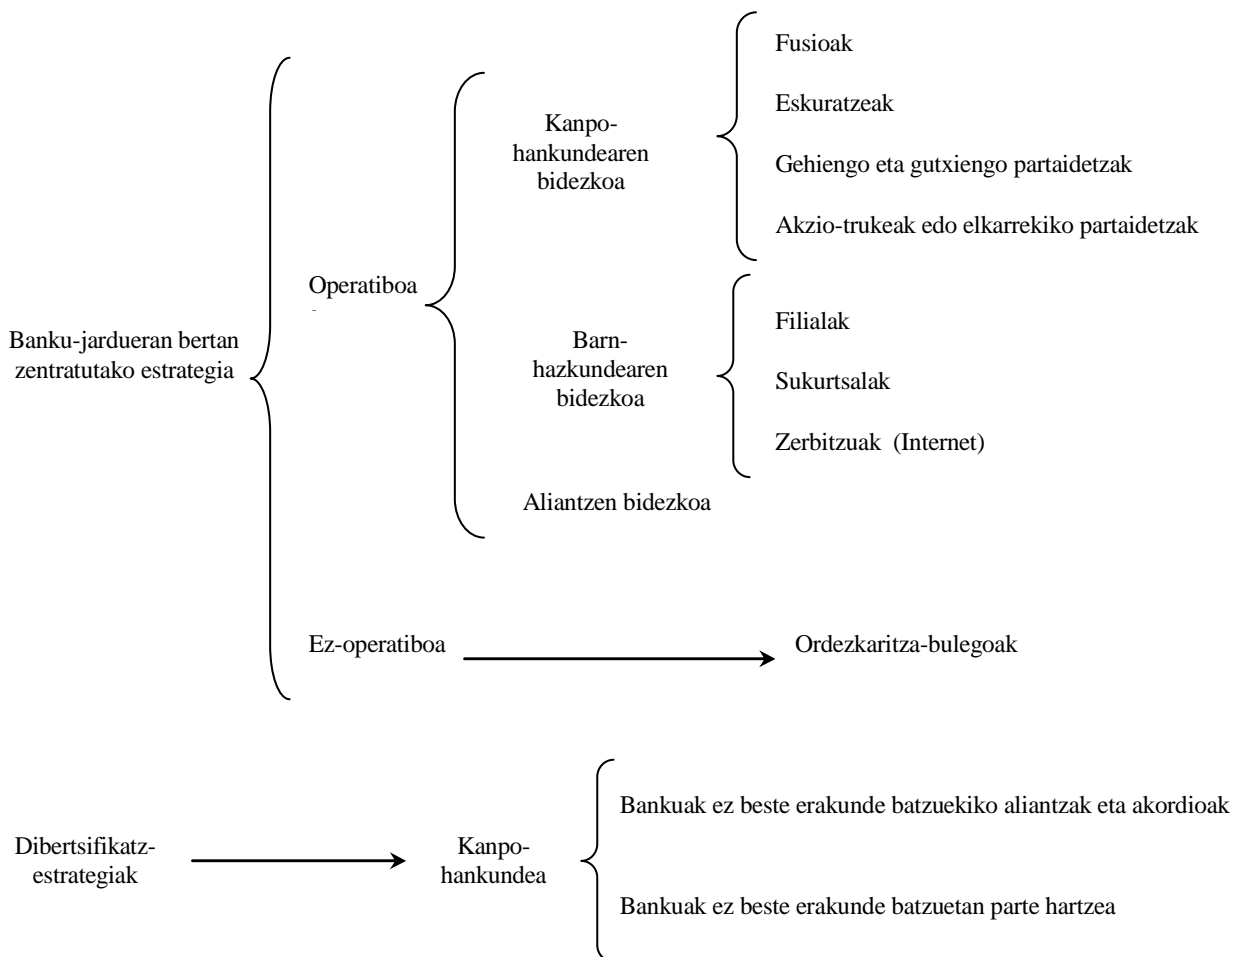 Fusioak
Eskuratzeak
Kanpo-
hankundearen
bidezkoa
Gehiengo eta gutxiengo partaidetzak
Akzio-trukeak edo elkarrekiko partaidetzak
Operatiboa
Filialak
Banku-jardueran bertan
zentratutako estrategia
Barn-
hazkundearen
bidezkoa
Sukurtsalak
Zerbitzuak (Internet)
Aliantzen bidezkoa
Ez-operatiboa
Ordezkaritza-bulegoak
Bankuak ez beste erakunde batzuekiko aliantzak eta akordioak
Dibertsifikatz-
estrategiak
Kanpo-
hankundea
Bankuak ez beste erakunde batzuetan parte hartzea